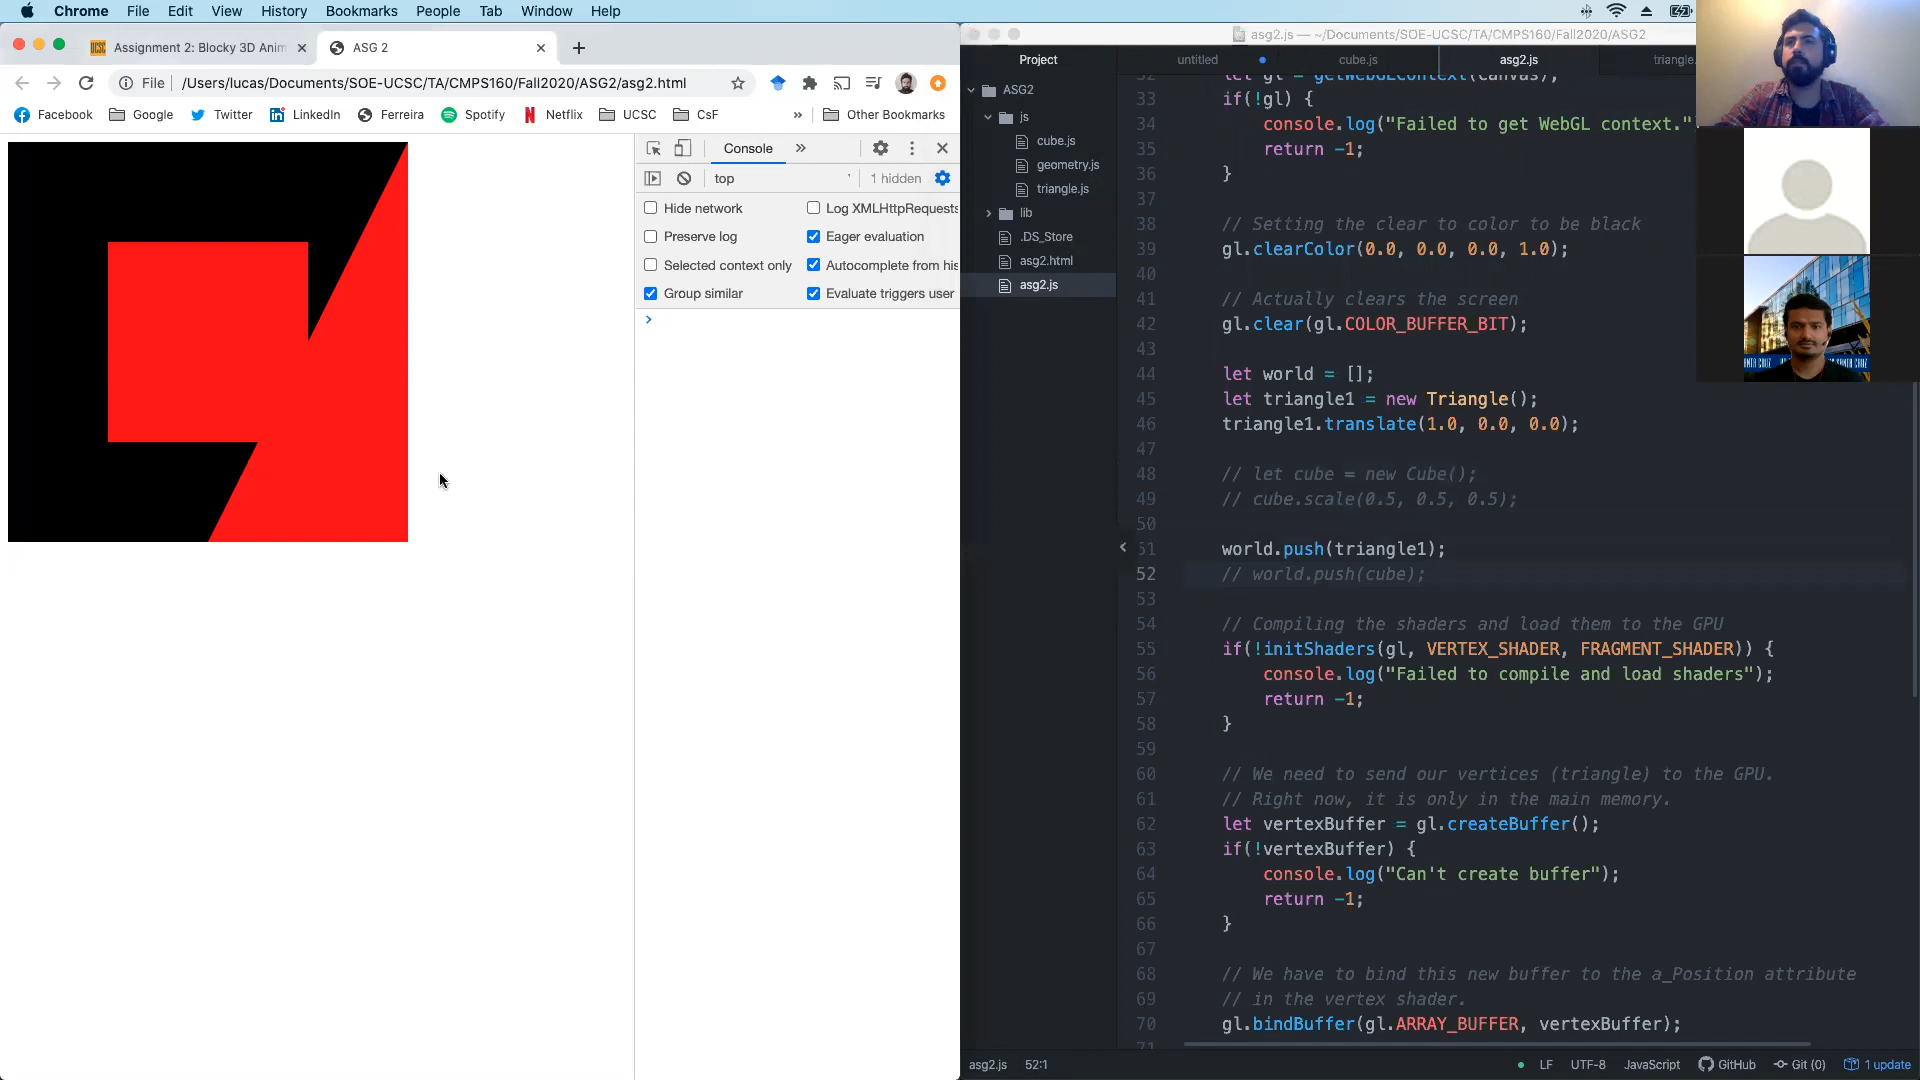 Chrome File Edit View History Bookmarks People Tab Window Help
Assignment 2: Blocky 3D Anim
ASG 2
File /Users/lucas/Documents/SOE-UCSC/TA/CMPS160/Fall2020/ASG2/asg2.html
Facebook Google Twitter LinkedIn Ferreira Spotify Netflix UCSC CsF » Other Bookmarks
Console »
top 1 hidden
Hide network Log XMLHttpRequests
Preserve log Eager evaluation
Selected context only Autocomplete from his
Group similar Evaluate triggers user
asg2.js — ~/Documents/SOE-UCSC/TA/CMPS160/Fall2020/ASG2
Project
untitled cube.js asg2.js triangle.
ASG2
js
cube.js
geometry.js
triangle.js
lib
.DS_Store
asg2.html
asg2.js
32 let gl = getWebGLContext(canvas);
33 if(!gl) {
34 console.log("Failed to get WebGL context."
35 return -1;
36 }
37
38 // Setting the clear to color to be black
39 gl.clearColor(0.0, 0.0, 0.0, 1.0);
40
41 // Actually clears the screen
42 gl.clear(gl.COLOR_BUFFER_BIT);
43
44 let world = [];
45 let triangle1 = new Triangle();
46 triangle1.translate(1.0, 0.0, 0.0);
47
48 // let cube = new Cube();
49 // cube.scale(0.5, 0.5, 0.5);
50
51 world.push(triangle1);
52 // world.push(cube);
53
54 // Compiling the shaders and load them to the GPU
55 if(!initShaders(gl, VERTEX_SHADER, FRAGMENT_SHADER)) {
56 console.log("Failed to compile and load shaders");
57 return -1;
58 }
59
60 // We need to send our vertices (triangle) to the GPU.
61 // Right now, it is only in the main memory.
62 let vertexBuffer = gl.createBuffer();
63 if(!vertexBuffer) {
64 console.log("Can't create buffer");
65 return -1;
66 }
67
68 // We have to bind this new buffer to the a_Position attribute
69 // in the vertex shader.
70 gl.bindBuffer(gl.ARRAY_BUFFER, vertexBuffer);
71
asg2.js 52:1 LF UTF-8 JavaScript GitHub Git (0) 1 update